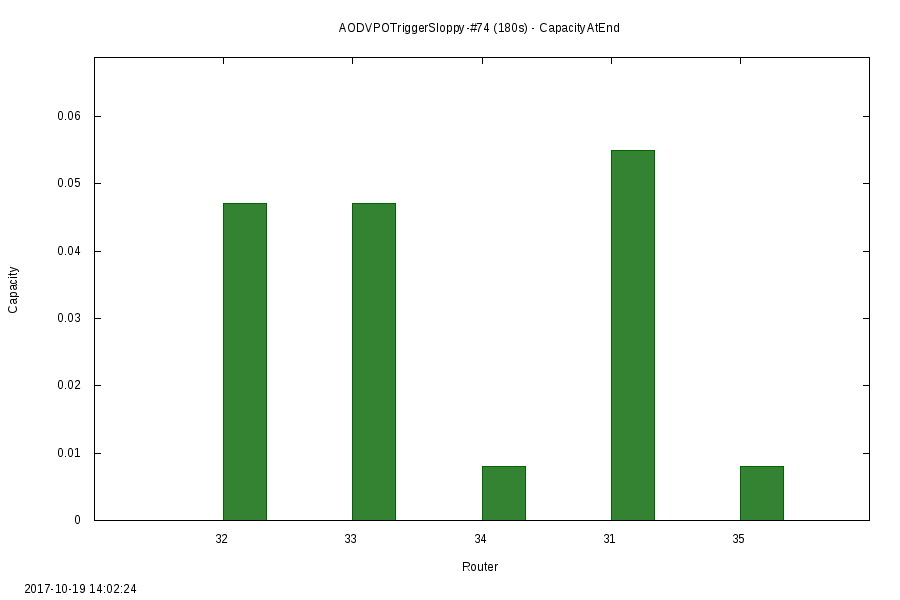 AODVPOTriggerSloppy-#74 (180s) - CapacityAtEnd
0.06
0.05
0.04
0.03
0.02
0.01
0
Capacity
32 33 34 31 35
Router
2017-10-19 14:02:24